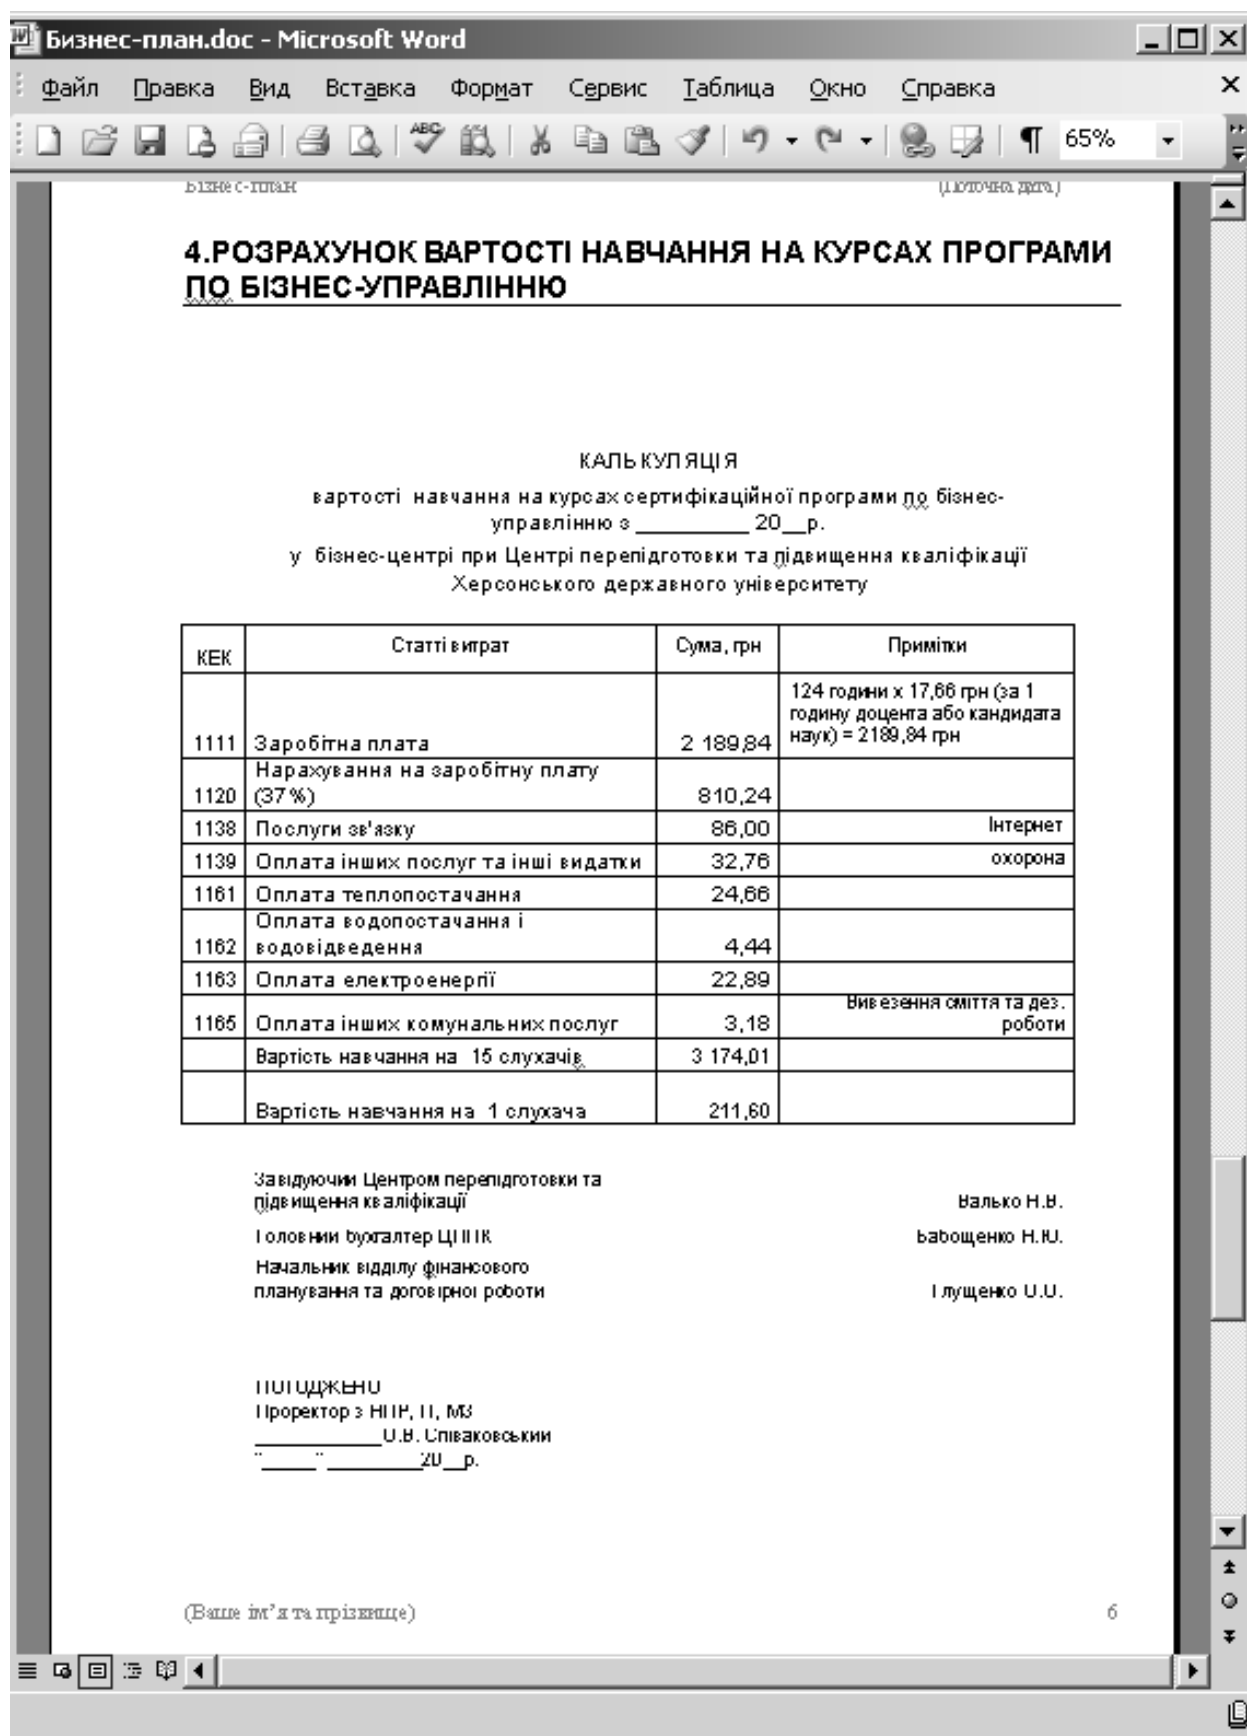 Бизнес-план.doc - Microsoft Word
Файл Правка Вид Вставка Формат Сервис Таблица Окно Справка
ABC 65%
Бізнес-план (Поточна дата)
4.РОЗРАХУНОК ВАРТОСТІ НАВЧАННЯ НА КУРСАХ ПРОГРАМИ
ПО БІЗНЕС-УПРАВЛІННЮ
КАЛЬКУЛЯЦІЯ
вартості навчання на курсах сертифікаційної програми по бізнес-
управлінню з __________ 20__р.
у бізнес-центрі при Центрі перепідготовки та підвищення кваліфікації
Херсонського державного університету
КЕК Статті витрат Сума, грн Примітки
124 години х 17,66 грн (за 1
годину доцента або кандидата
1111 Заробітна плата 2 189,84 наук) = 2189,84 грн
Нарахування на заробітну плату
1120 (37%) 810,24
1138 Послуги зв'язку 86,00 Інтернет
1139 Оплата інших послуг та інші видатки 32,76 охорона
1161 Оплата теплопостачання 24,66
Оплата водопостачання і
1162 водовідведення 4,44
1163 Оплата електроенергії 22,89
Вивезення сміття та дез.
1165 Оплата інших комунальних послуг 3,18 роботи
Вартість навчання на 15 слухачів 3 174,01
Вартість навчання на 1 слухача 211,60
Завідуючий Центром перепідготовки та
підвищення кваліфікації Валько Н.В.
Головний бухгалтер ЦППК Бабощенко Н.Ю.
Начальник відділу фінансового
планування та договірної роботи Глущенко О.О.
ПОГОДЖЕНО
Проректор з НПР, ІТ, МЗ
___________О.В. Співаковський
"_____" ________20__р.
(Ваше ім’я та прізвище) 6